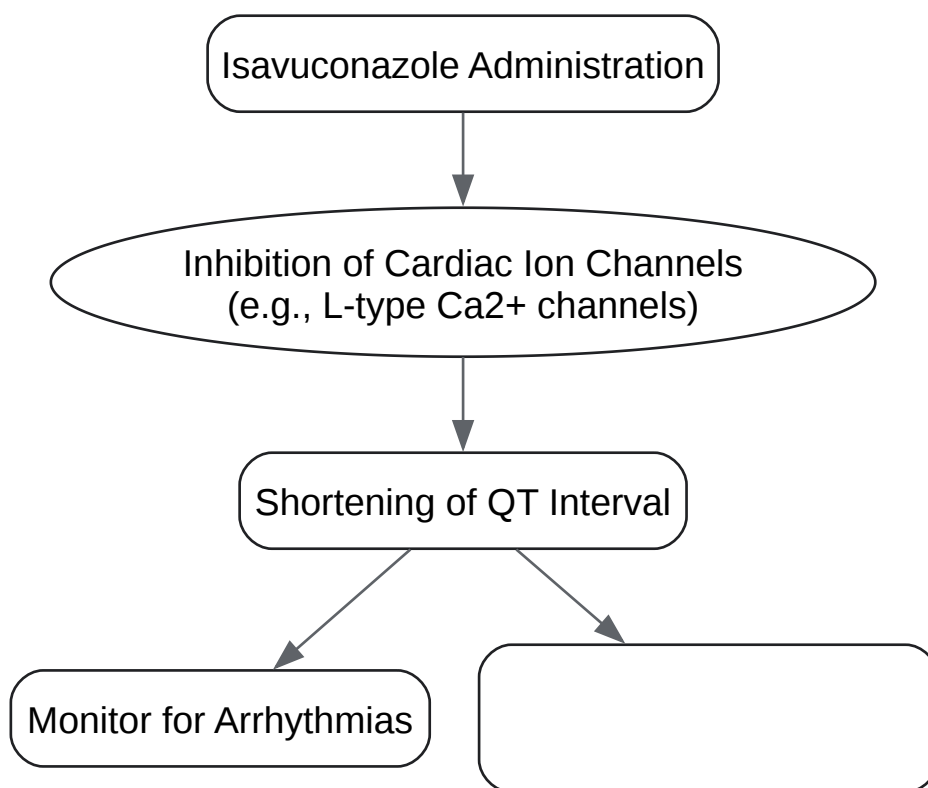 Isavuconazole Administration
Inhibition of Cardiac Ion Channels
(e.g., L-type Ca2+ channels)
Shortening of QT Interval
Monitor for Arrhythmias